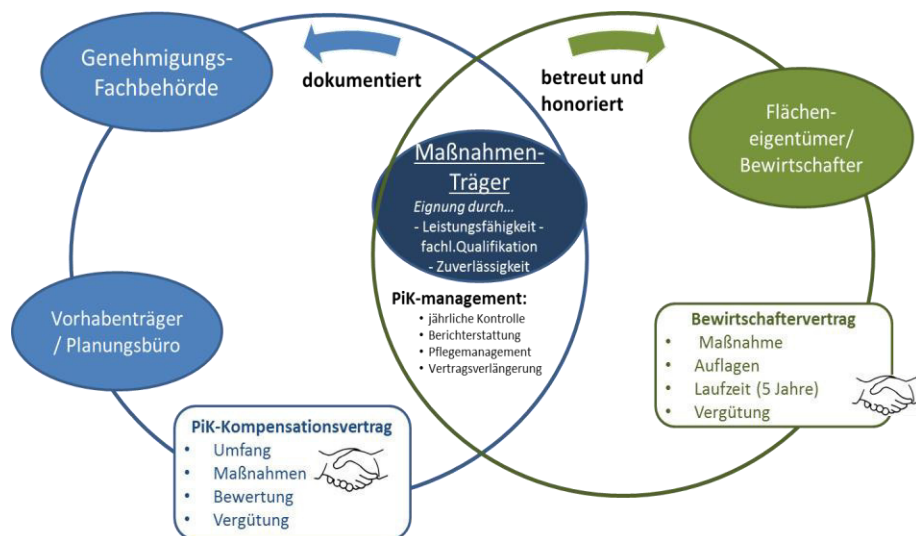 Genehmigungs-
Fachbehörde
dokumentiert
betreut und
honoriert
Flächen-
eigentümer/
Bewirtschafter
Maßnahmen-
Träger
Eignung durch...
- Leistungsfähigkeit -
fachl.Qualifikation
- Zuverlässigkeit
PiK-management:
• jährliche Kontrolle
• Berichterstattung
• Pflegemanagement
• Vertragsverlängerung
Vorhabenträger
/ Planungsbüro
Bewirtschaftervertrag
• Maßnahme
• Auflagen
• Laufzeit (5 Jahre)
• Vergütung
PiK-Kompensationsvertrag
• Umfang
• Maßnahmen
• Bewertung
• Vergütung